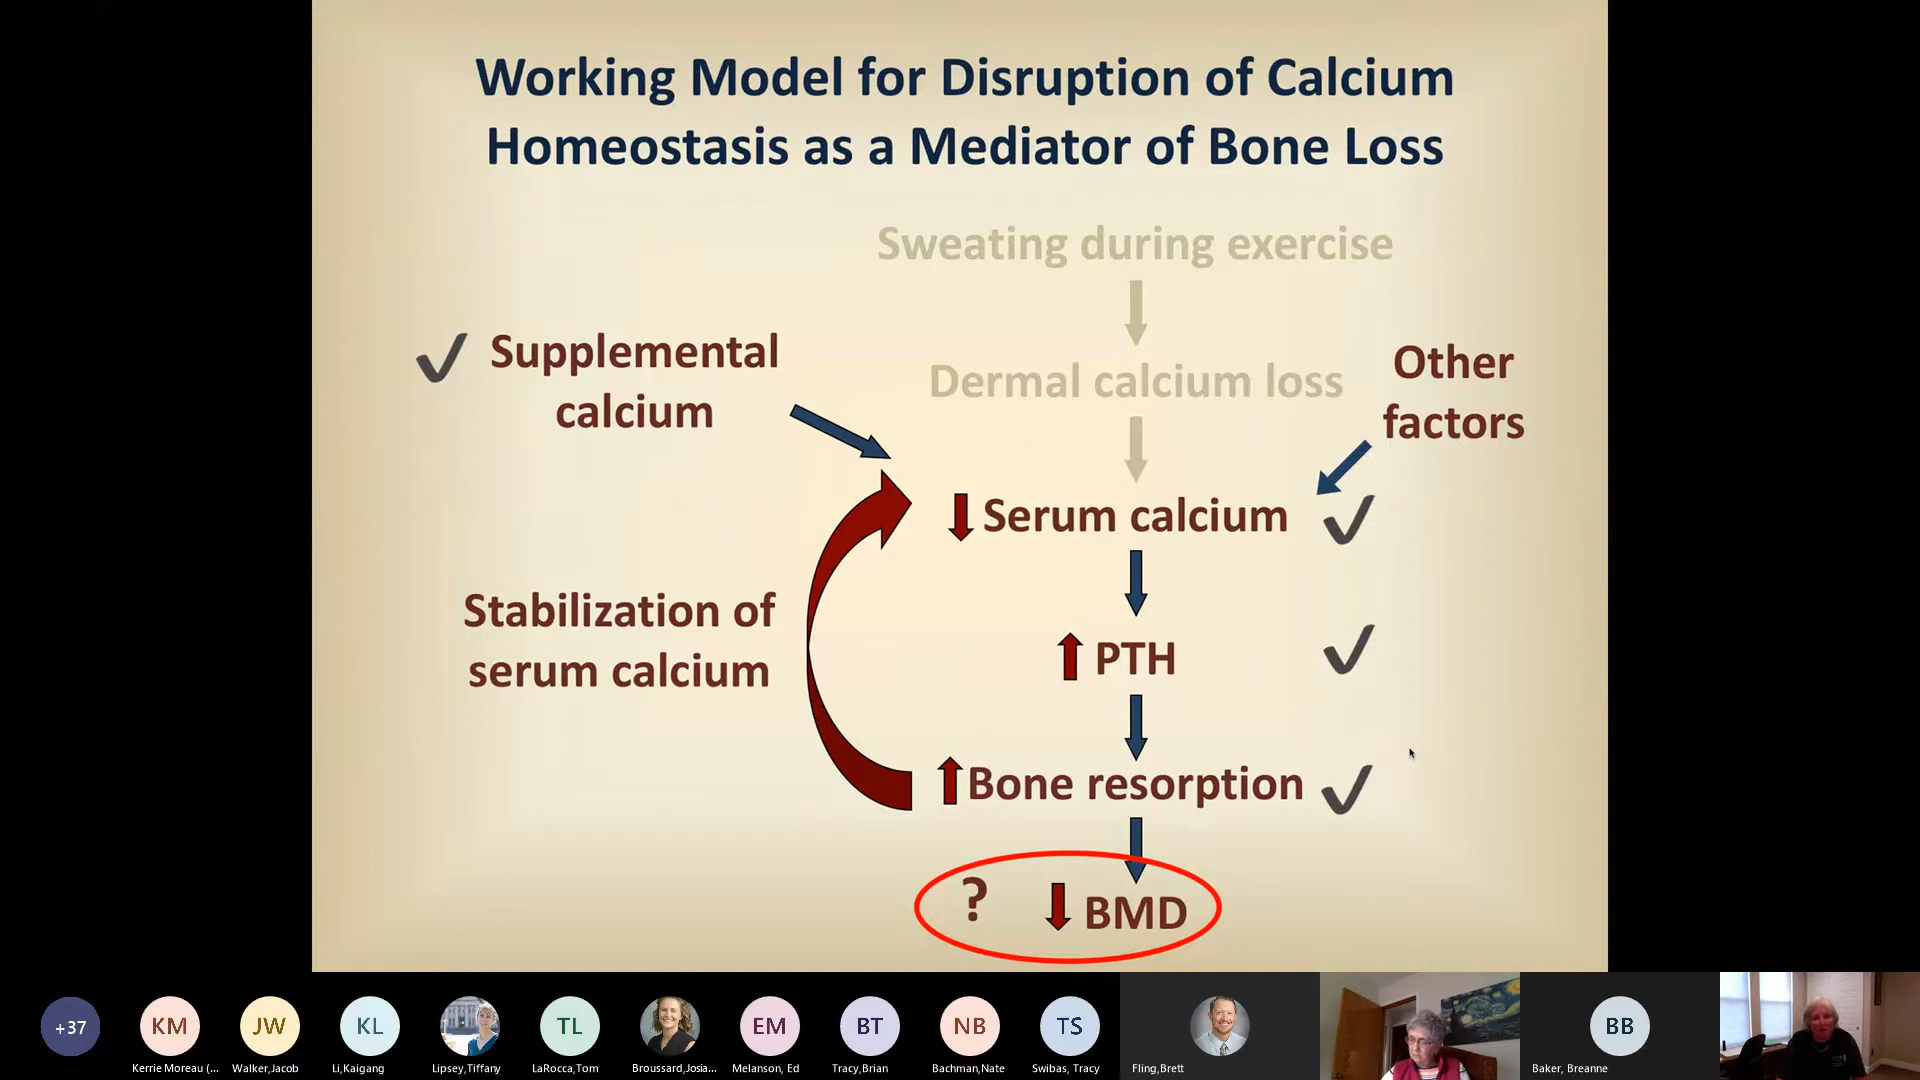 Working Model for Disruption of Calcium
Homeostasis as a Mediator of Bone Loss
Sweating during exercise
Supplemental
calcium
Dermal calcium loss
Other
factors
Serum calcium
Stabilization of
serum calcium
PTH
Bone resorption
? BMD
+37
KM
JW
KL
TL
EM
BT
NB
TS
BB
Kerrie Moreau (...
Walker,Jacob
Li,Kaigang
Lipsey,Tiffany
LaRocca,Tom
Broussard,Josia...
Melanson, Ed
Tracy,Brian
Bachman,Nate
Swibas, Tracy
Fling,Brett
Baker, Breanne